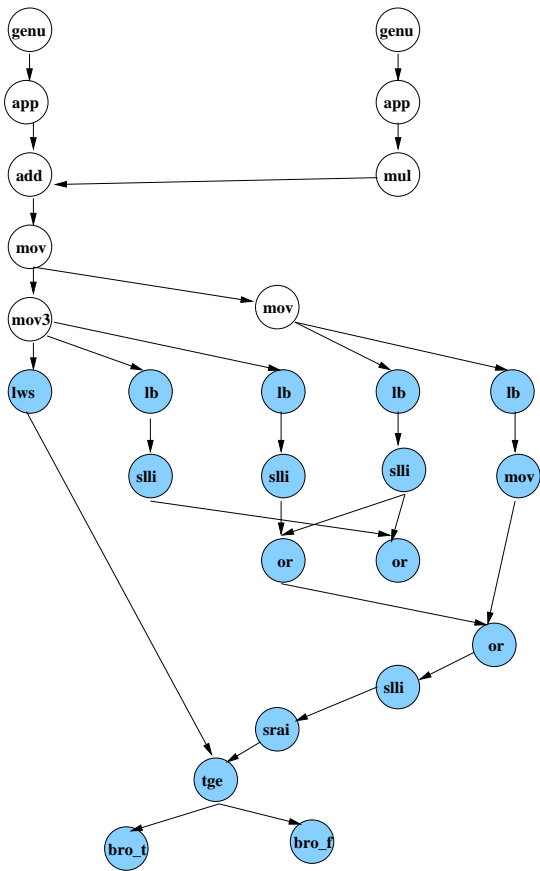 genu genu
app app
add mul
mov
mov
mov3
lws lb lb lb lb
slli slli slli mov
or or
or
slli
srai
tge
bro_t bro_f